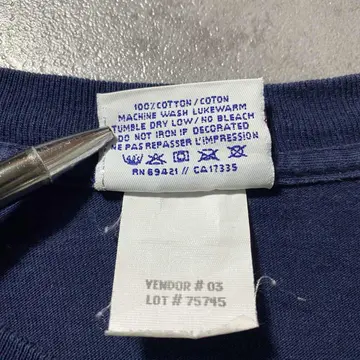 100% COTTON / COTON
MACHINE WASH LUKEWARM
TUMBLE DRY LOW / NO BLEACH
DO NOT IRON IF DECORATED
NE PAS REPASSER L'IMPRESSION
RN 69421 // CA17335
VENDOR # 03
LOT # 75745